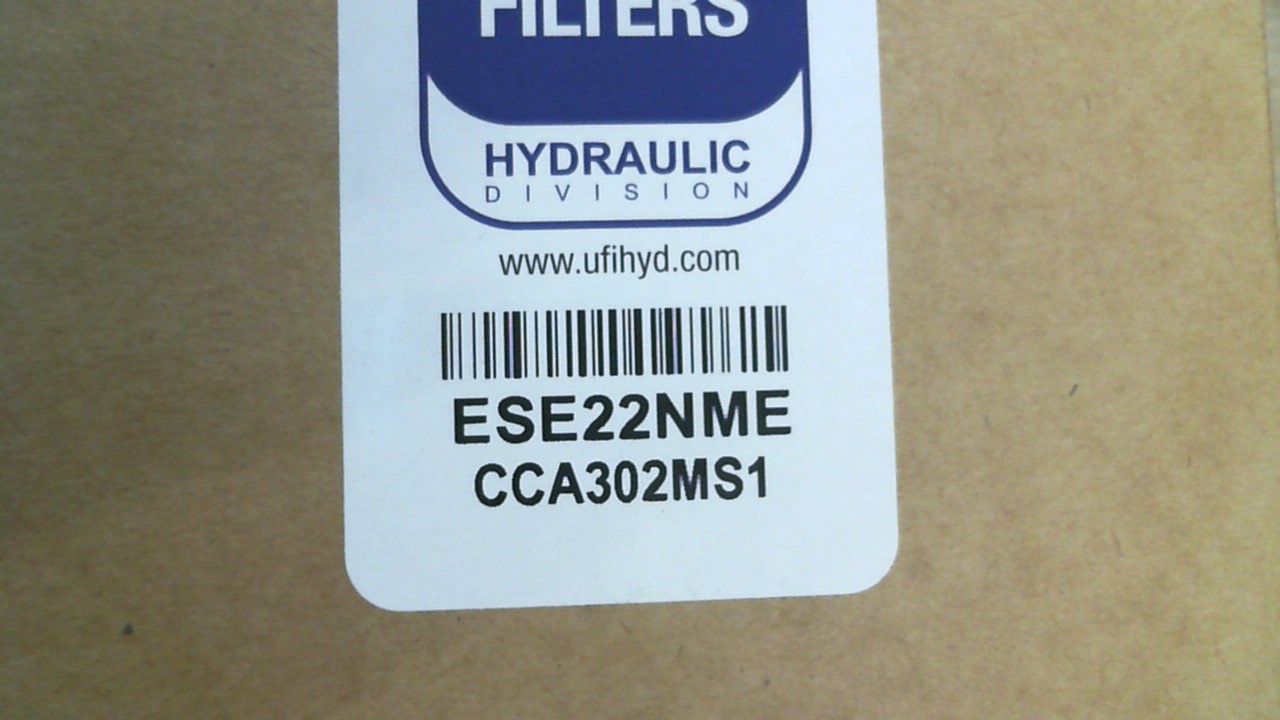 FILTERS
HYDRAULIC
DIVISION
www.ufihyd.com
ESE22NME
CCA302MS1